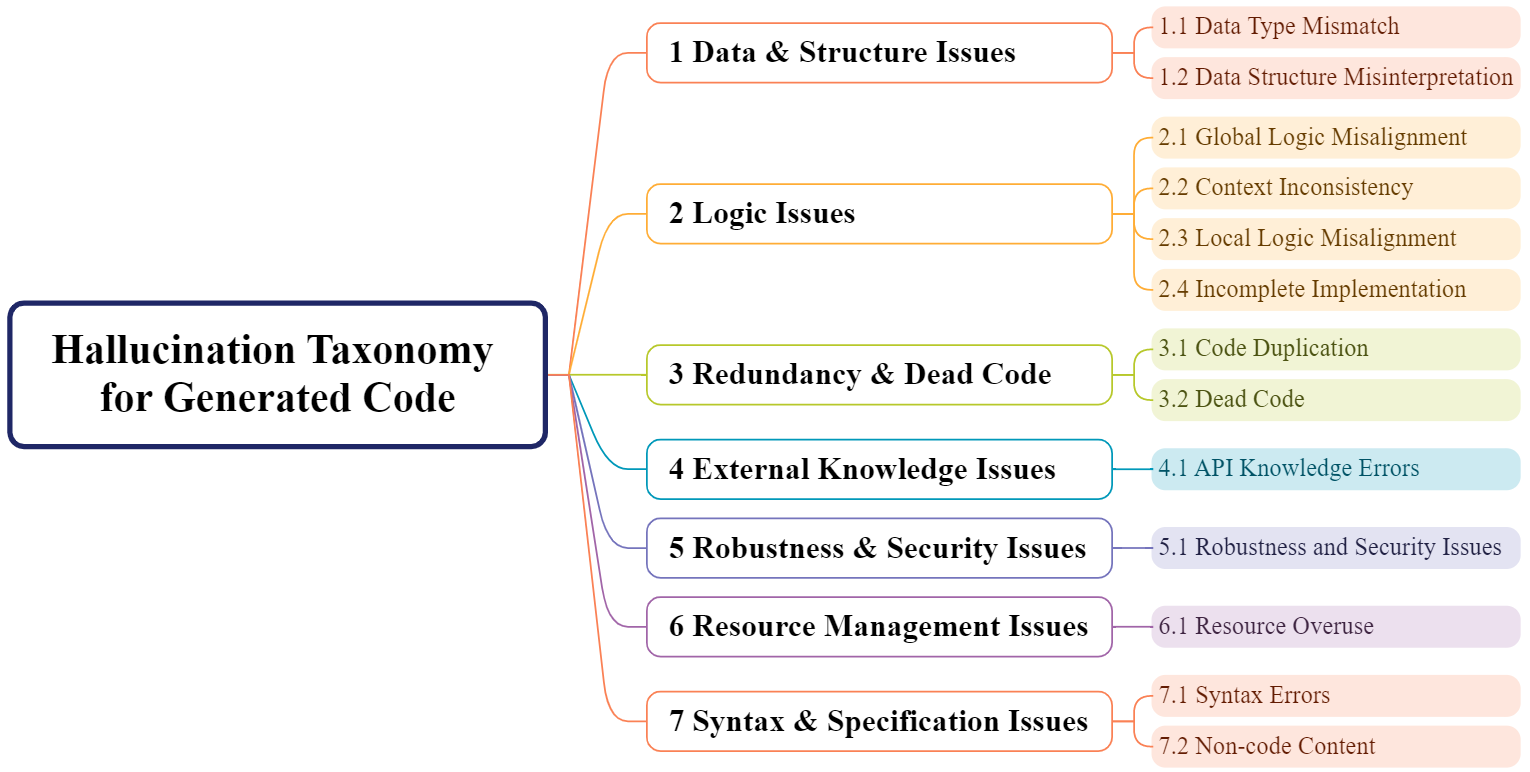 Hallucination Taxonomy
for Generated Code
1 Data & Structure Issues
1.1 Data Type Mismatch
1.2 Data Structure Misinterpretation
2 Logic Issues
2.1 Global Logic Misalignment
2.2 Context Inconsistency
2.3 Local Logic Misalignment
2.4 Incomplete Implementation
3 Redundancy & Dead Code
3.1 Code Duplication
3.2 Dead Code
4 External Knowledge Issues
4.1 API Knowledge Errors
5 Robustness & Security Issues
5.1 Robustness and Security Issues
6 Resource Management Issues
6.1 Resource Overuse
7 Syntax & Specification Issues
7.1 Syntax Errors
7.2 Non-code Content